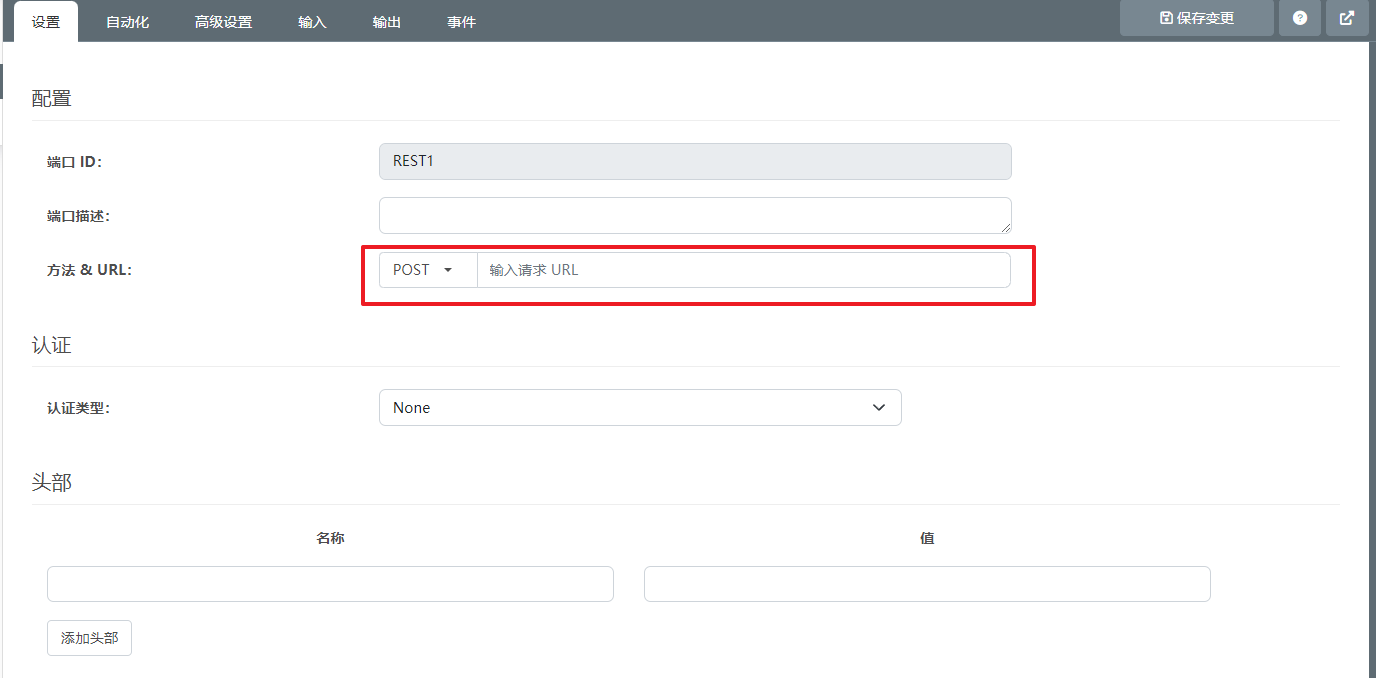 设置 自动化 高级设置 输入 输出 事件 保存变更
配置
端口 ID:
REST1
端口描述:
方法 & URL:
POST 输入请求 URL
认证
认证类型:
None
头部
名称 值
添加头部